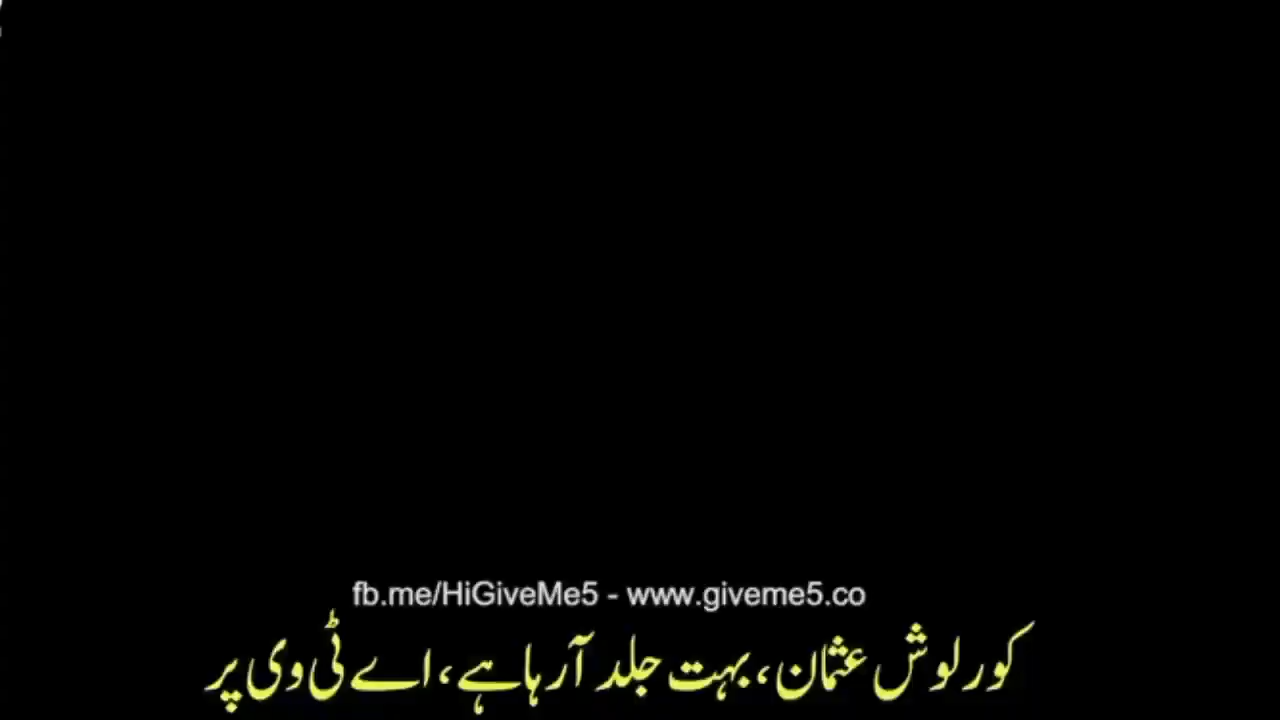 fb.me/HiGiveMe5 - www.giveme5.co
کورلوش عثمان، بہت جلد آرہا ہے، اے ٹی وی پر